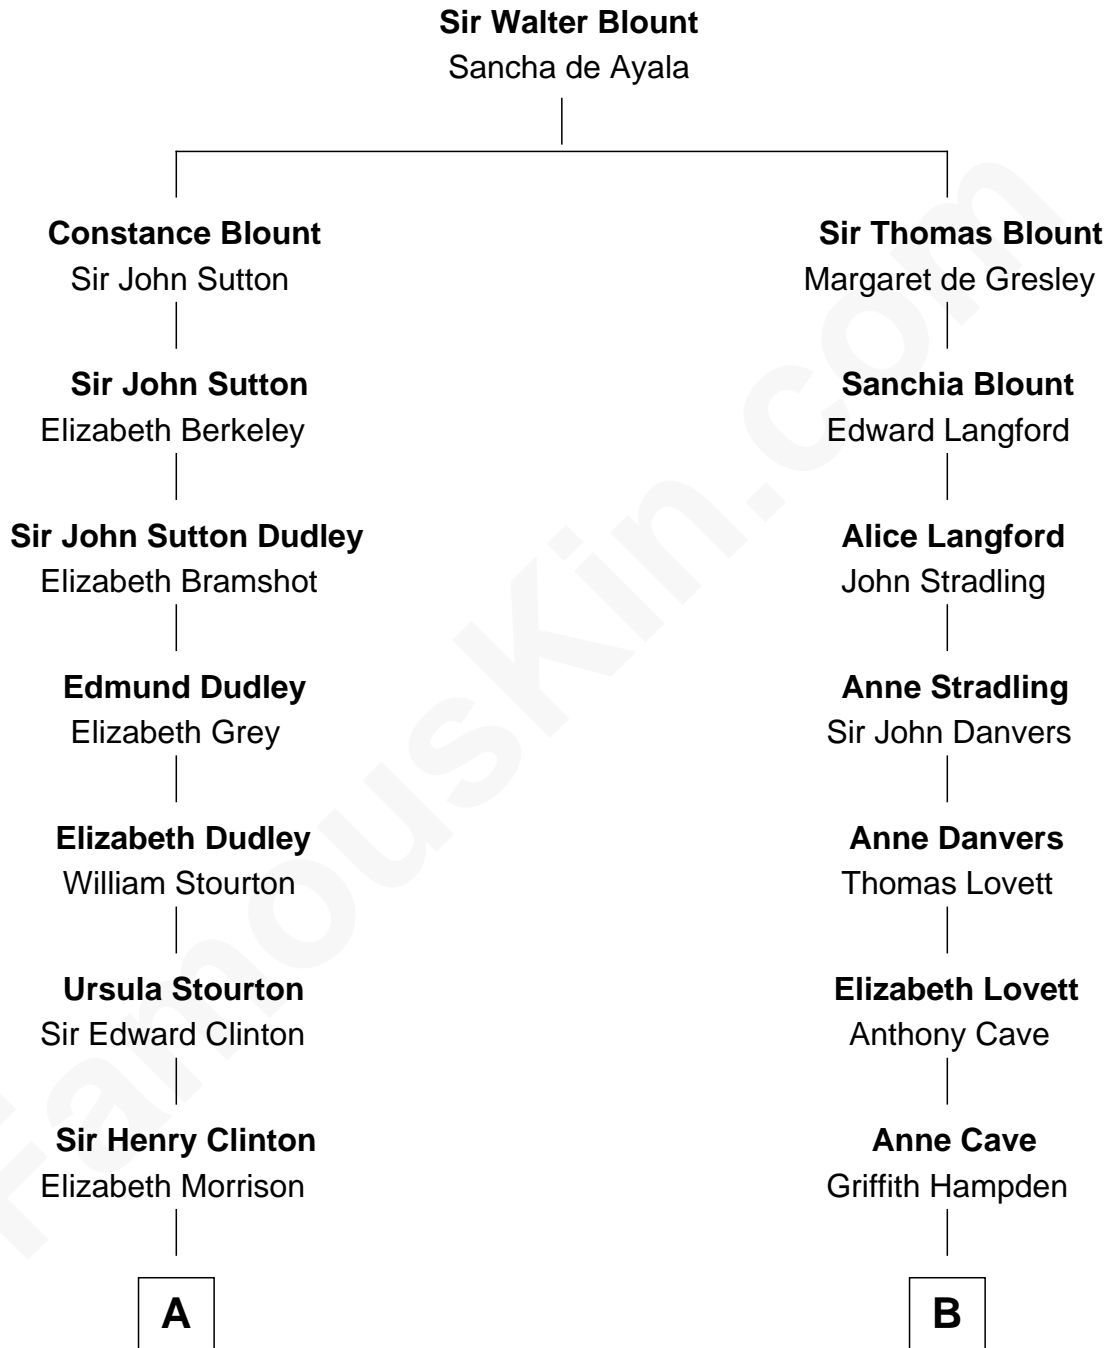 Sir Walter Blount
Sancha de Ayala
Constance Blount
Sir John Sutton
Sir Thomas Blount
Margaret de Gresley
Sir John Sutton
Elizabeth Berkeley
Sanchia Blount
Edward Langford
Sir John Sutton Dudley
Elizabeth Bramshot
Alice Langford
John Stradling
Edmund Dudley
Elizabeth Grey
Anne Stradling
Sir John Danvers
Elizabeth Dudley
William Stourton
Anne Danvers
Thomas Lovett
Ursula Stourton
Sir Edward Clinton
Elizabeth Lovett
Anthony Cave
Sir Henry Clinton
Elizabeth Morrison
Anne Cave
Griffith Hampden
A
B
FamousKin.com